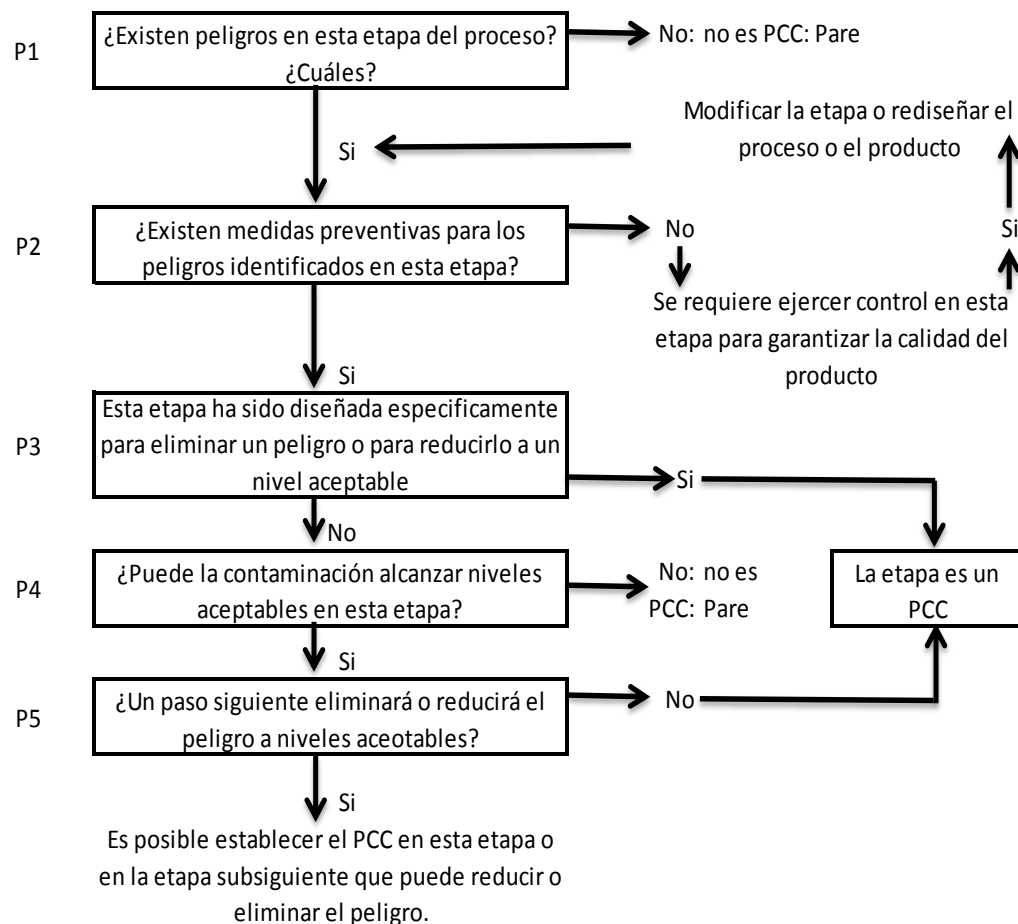 P1
¿Existen peligros en esta etapa del proceso?
¿Cuáles?
No: no es PCC: Pare
Si
Modificar la etapa o rediseñar el
proceso o el producto
P2
¿Existen medidas preventivas para los
peligros identificados en esta etapa?
No
Si
Se requiere ejercer control en esta
etapa para garantizar la calidad del
producto
Si
P3
Esta etapa ha sido diseñada especificamente
para eliminar un peligro o para reducirlo a un
nivel aceptable
Si
No
P4
¿Puede la contaminación alcanzar niveles
aceptables en esta etapa?
No: no es
PCC: Pare
La etapa es un
PCC
Si
P5
¿Un paso siguiente eliminará o reducirá el
peligro a niveles aceotables?
No
Si
Es posible establecer el PCC en esta etapa o
en la etapa subsiguiente que puede reducir o
eliminar el peligro.